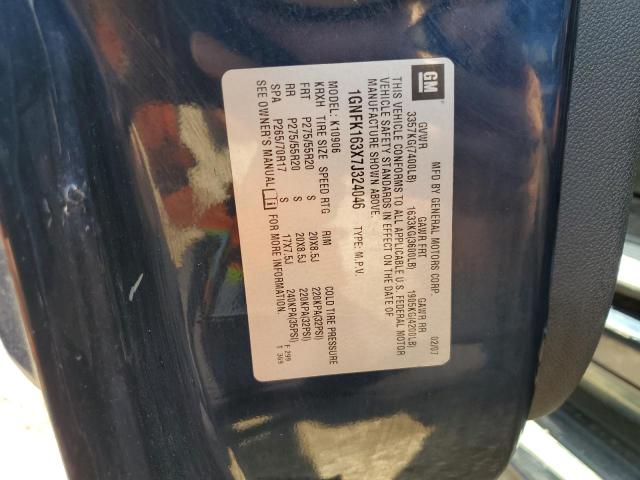 GM
MFD BY GENERAL MOTORS CORP. 02/07
GVWR GAWR FRT GAWR RR
3357KG(7400LB) 1633KG(3600LB) 1905KG(4200LB)
THIS VEHICLE CONFORMS TO ALL APPLICABLE U.S. FEDERAL MOTOR
VEHICLE SAFETY STANDARDS IN EFFECT ON THE DATE OF
MANUFACTURE SHOWN ABOVE.
1GNFK163X7J324046 TYPE: M.P.V.
MODEL: K10906
KRXH TIRE SIZE SPEED RTG RIM COLD TIRE PRESSURE
FRT P275/55R20 S 20X8.5J 220KPA(32PSI)
RR P275/55R20 S 20X8.5J 220KPA(32PSI)
SPA P265/70R17 S 17X7.5J 240KPA(35PSI)
SEE OWNER'S MANUAL i FOR MORE INFORMATION.
F 299
T 369